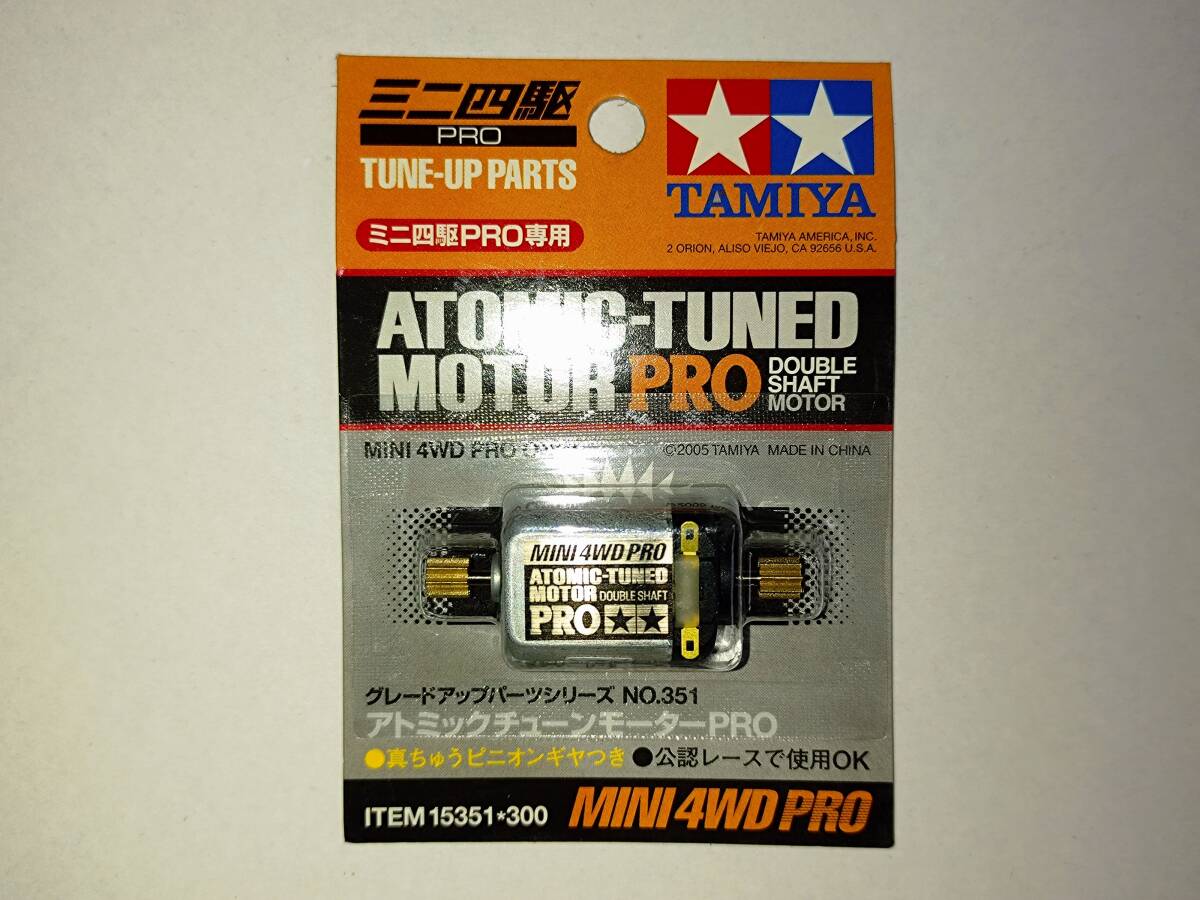 ミニ四駆
PRO
TUNE-UP PARTS
TAMIYA
ミニ四駆PRO専用
TAMIYA AMERICA, INC.
2 ORION, ALISO VIEJO, CA 92656 U.S.A.
ATOMIC-TUNED
MOTOR PRO
DOUBLE
SHAFT
MOTOR
MINI 4WD PRO
©2005 TAMIYA MADE IN CHINA
MINI 4WD PRO
ATOMIC-TUNED
MOTOR DOUBLE SHAFT
PRO
グレードアップパーツシリーズ NO.351
アトミックチューンモーターPRO
●真ちゅうピニオンギヤつき ●公認レースで使用OK
ITEM 15351*300
MINI 4WD PRO